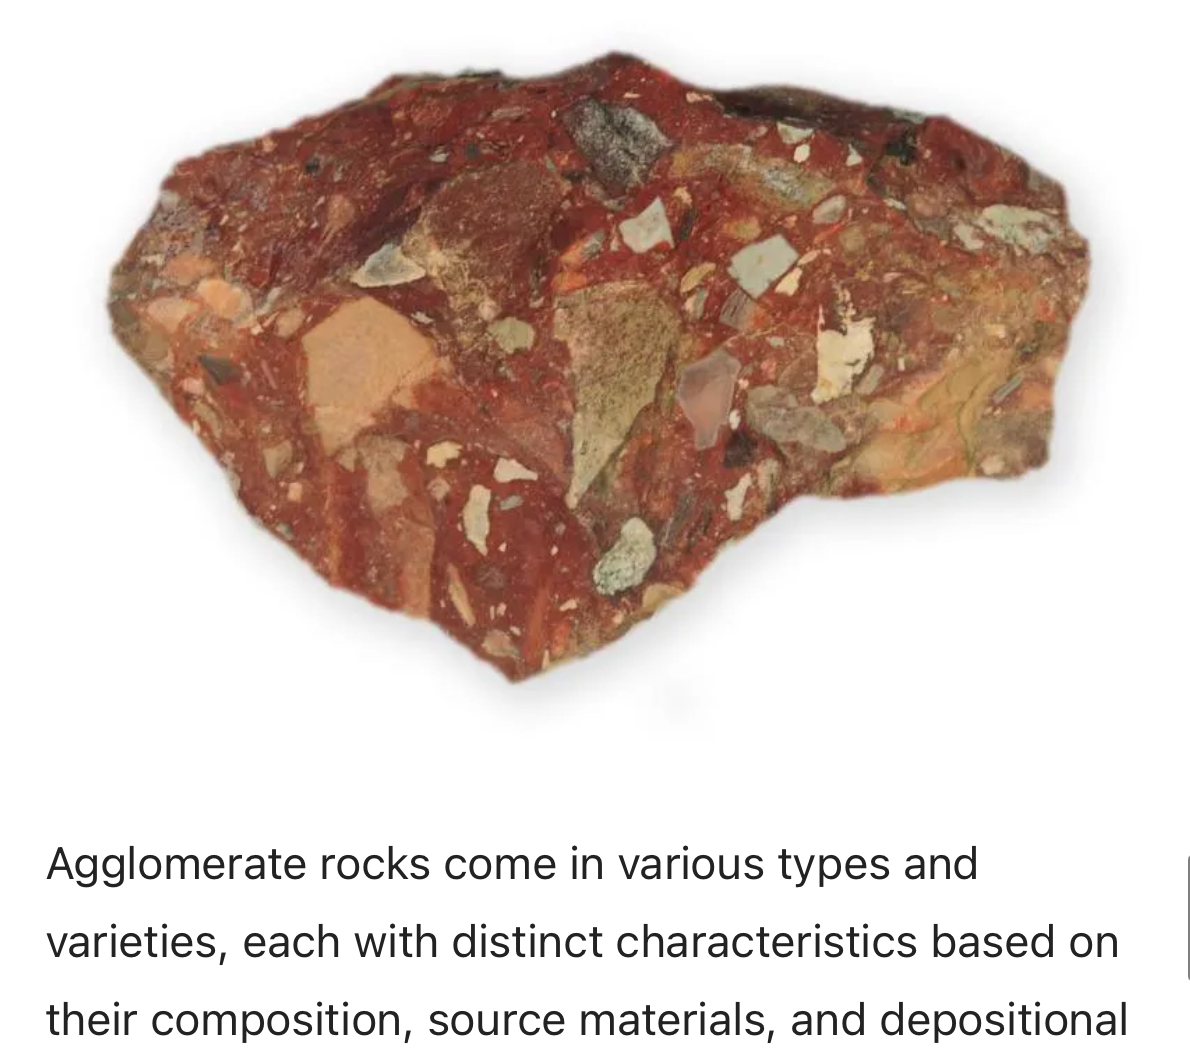 Agglomerate rocks come in various types and
varieties, each with distinct characteristics based on
their composition, source materials, and depositional